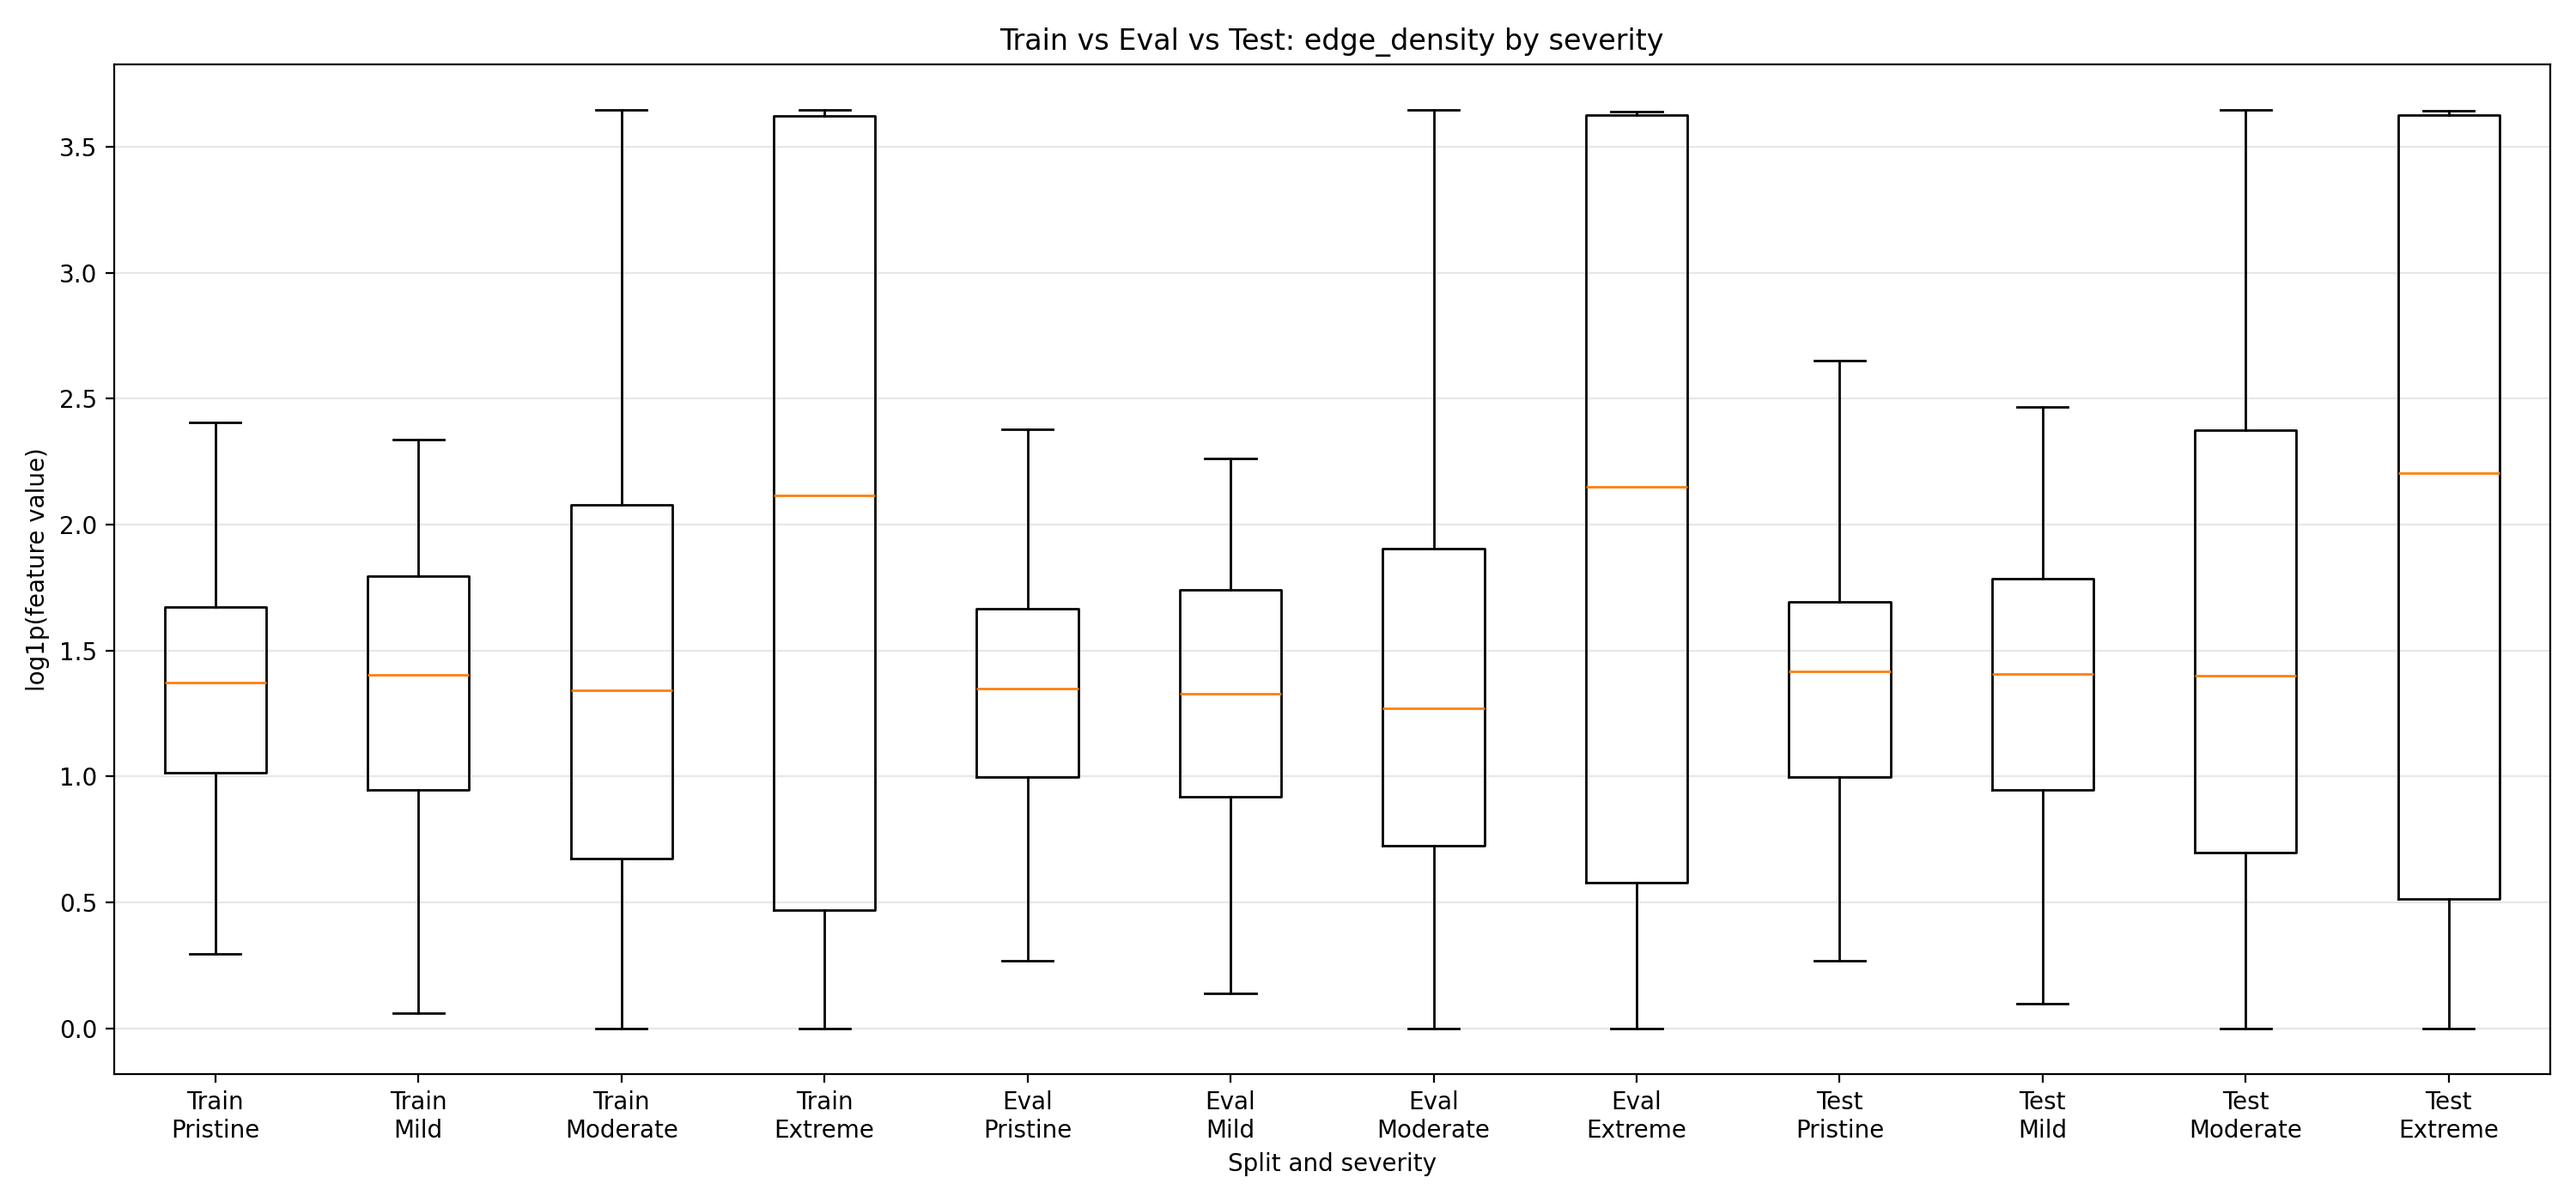 Train vs Eval vs Test: edge_density by severity
log1p(feature value)
3.5
3.0
2.5
2.0
1.5
1.0
0.5
0.0
Train
Pristine
Train
Mild
Train
Moderate
Train
Extreme
Eval
Pristine
Eval
Mild
Eval
Moderate
Eval
Extreme
Test
Pristine
Test
Mild
Test
Moderate
Test
Extreme
Split and severity